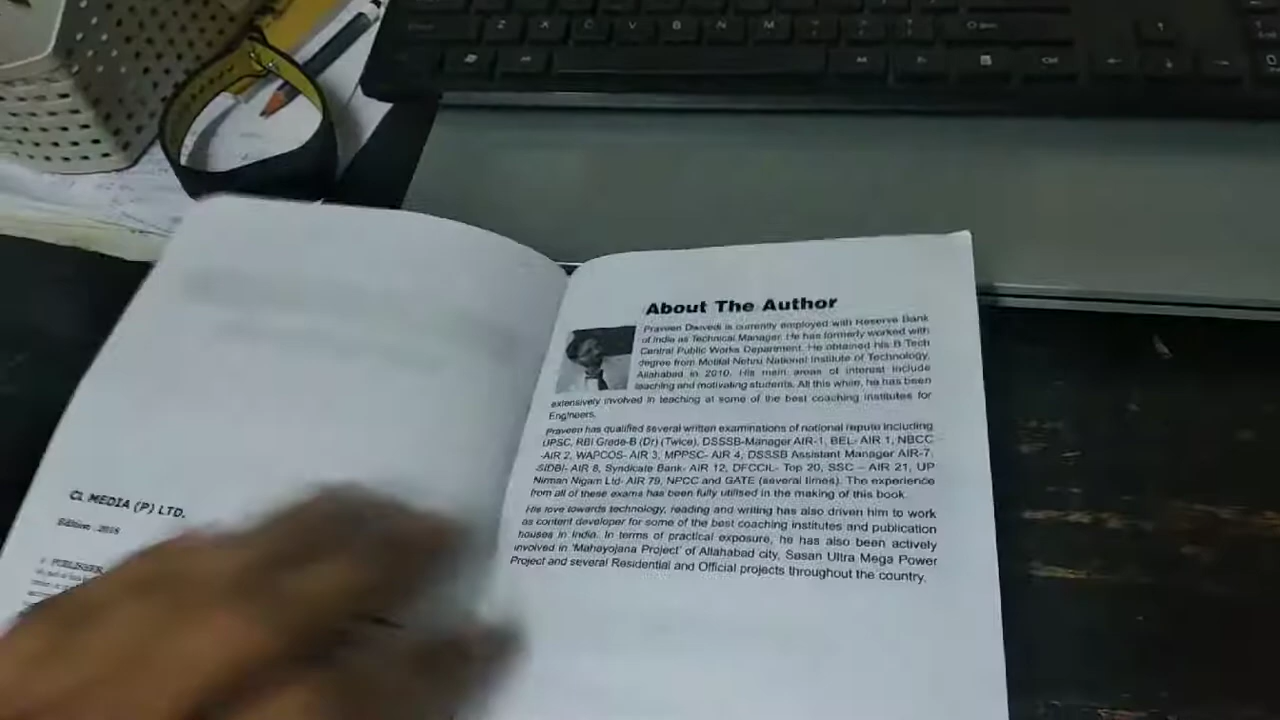 CL MEDIA (P) LTD.
Edition : 2018
About The Author
Praveen Dwivedi is currently employed with Reserve Bank
of India as Technical Manager. He has formerly worked with
Central Public Works Department. He obtained his B Tech
degree from Motilal Nehru National Institute of Technology,
Allahabad in 2010. His main areas of interest include
teaching and motivating students. All this while, he has been
extensively involved in teaching at some of the best coaching institutes for
Engineers.
Praveen has qualified several written examinations of national repute including
UPSC, RBI Grade-B (Dr) (Twice), DSSSB-Manager AIR-1, BEL- AIR 1, NBCC
-AIR 2, WAPCOS- AIR 3, MPPSC- AIR 4, DSSSB Assistant Manager AIR-7,
SIDBI- AIR 8, Syndicate Bank- AIR 12, DFCCIL- Top 20, SSC – AIR 21, UP
Nirman Nigam Ltd- AIR 79, NPCC and GATE (several times). The experience
from all of these exams has been fully utilised in the making of this book.
His love towards technology, reading and writing has also driven him to work
as content developer for some of the best coaching institutes and publication
houses in India. In terms of practical exposure, he has also been actively
involved in 'Mahayojana Project' of Allahabad city, Sasan Ultra Mega Power
Project and several Residential and Official projects throughout the country.